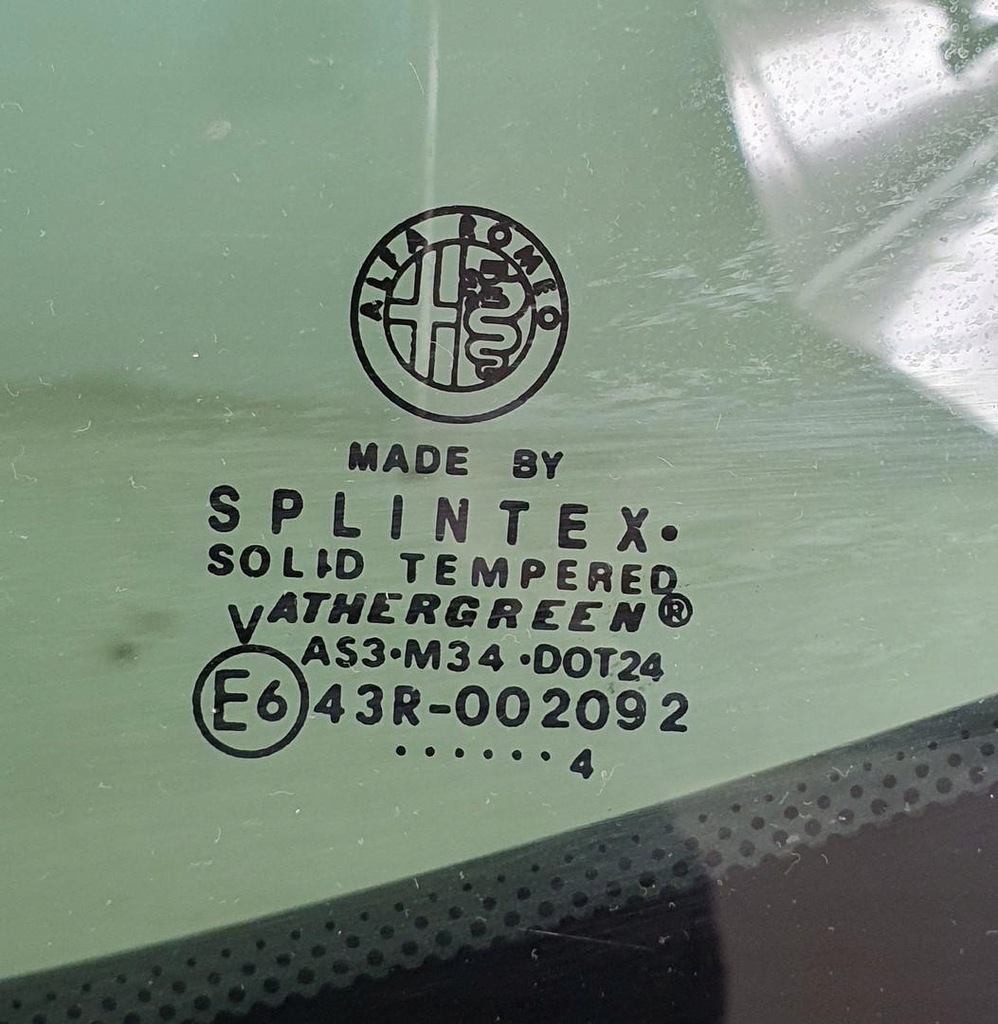 ALFA ROMEO
MADE BY
SPLINTEX•
SOLID TEMPERED
VATHERGREEN®
AS3•M34•DOT24
E6 43R-002092
•••••• 4